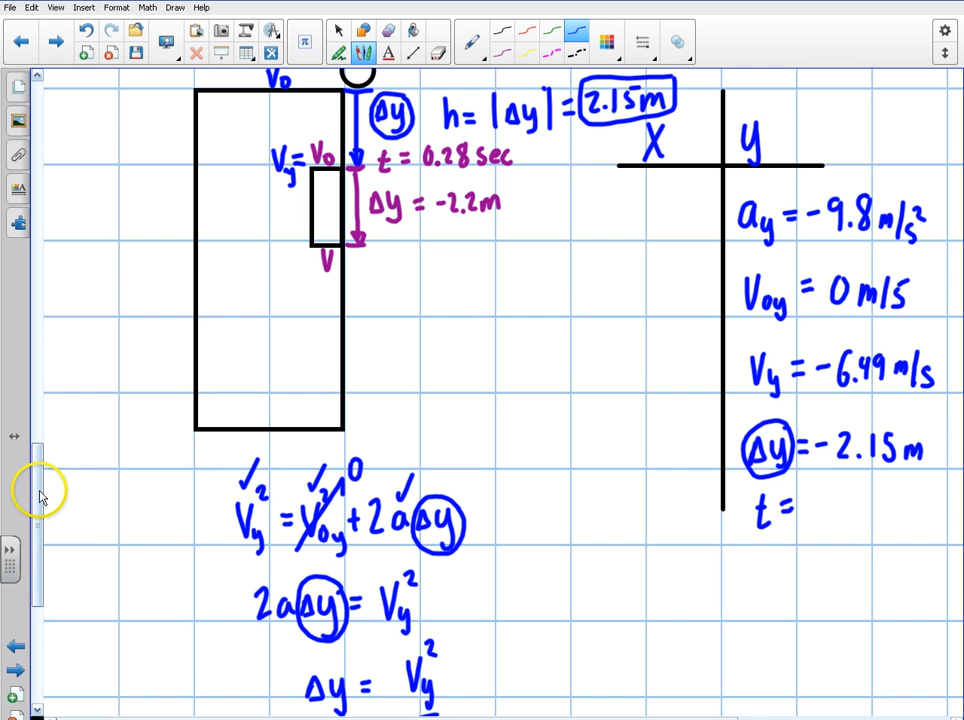 File Edit View Insert Format Math Draw Help
V₀
Δy h = |Δy| = 2.15m
Vy = V₀ t = 0.28 sec
Δy = -2.2m
V
X y
ay = -9.8 m/s²
V₀y = 0 m/s
Vy = -6.49 m/s
Δy = -2.15 m
t =
✓ ✓ 0 ✓
Vy² = V₀y² + 2aΔy
2aΔy = Vy²
Δy = Vy²